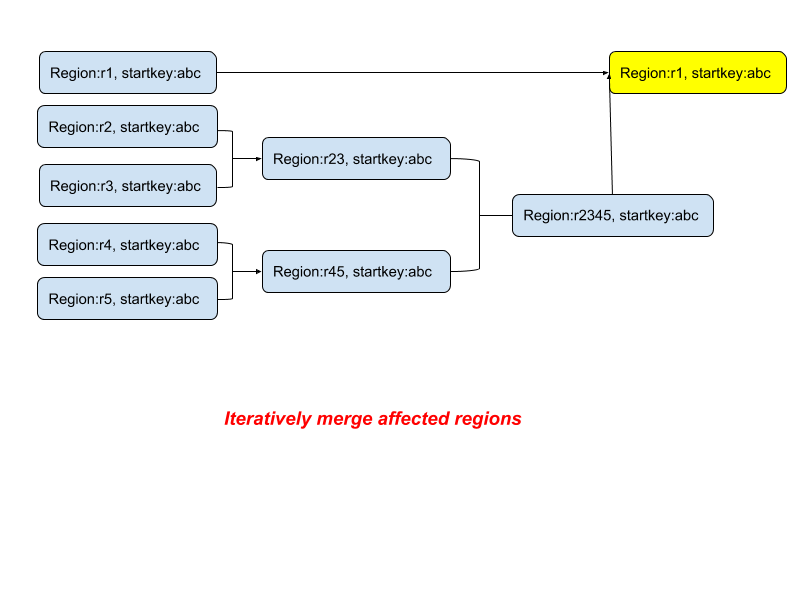 Region:r1, startkey:abc
Region:r1, startkey:abc
Region:r2, startkey:abc
Region:r23, startkey:abc
Region:r3, startkey:abc
Region:r2345, startkey:abc
Region:r4, startkey:abc
Region:r45, startkey:abc
Region:r5, startkey:abc
Iteratively merge affected regions